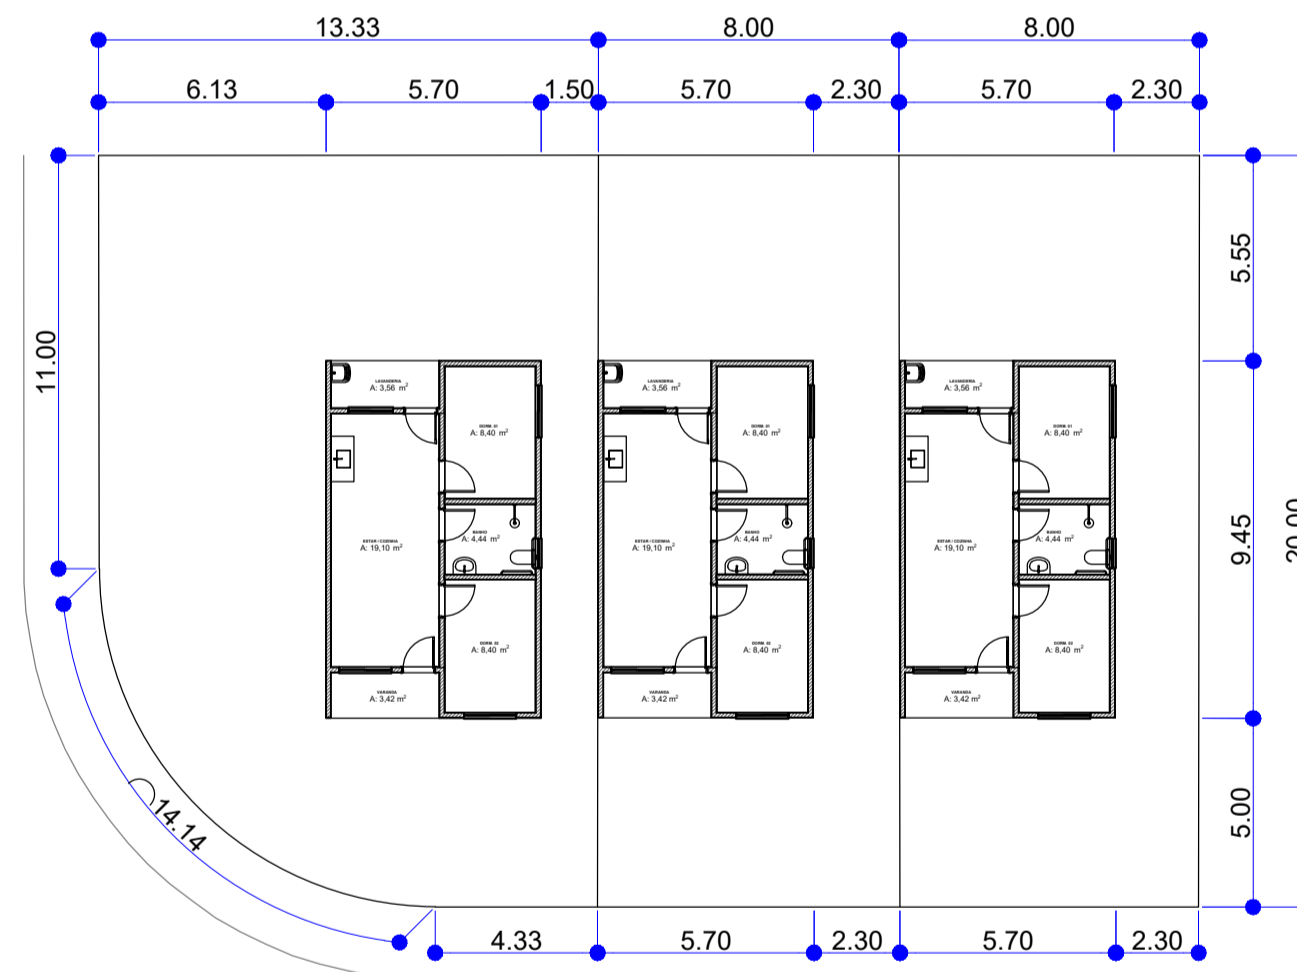 13.33
8.00
8.00
6.13
5.70
1.50
5.70
2.30
5.70
2.30
11.00
5.55
9.45
20.00
5.00
LAVANDERIA
A: 3,56 m²
DORM. 01
A: 8,40 m²
ESTAR / COZINHA
A: 19,10 m²
BANHO
A: 4,44 m²
DORM. 02
A: 8,40 m²
VARANDA
A: 3,42 m²
LAVANDERIA
A: 3,56 m²
DORM. 01
A: 8,40 m²
ESTAR / COZINHA
A: 19,10 m²
BANHO
A: 4,44 m²
DORM. 02
A: 8,40 m²
VARANDA
A: 3,42 m²
LAVANDERIA
A: 3,56 m²
DORM. 01
A: 8,40 m²
ESTAR / COZINHA
A: 19,10 m²
BANHO
A: 4,44 m²
DORM. 02
A: 8,40 m²
VARANDA
A: 3,42 m²
14.14
4.33
5.70
2.30
5.70
2.30